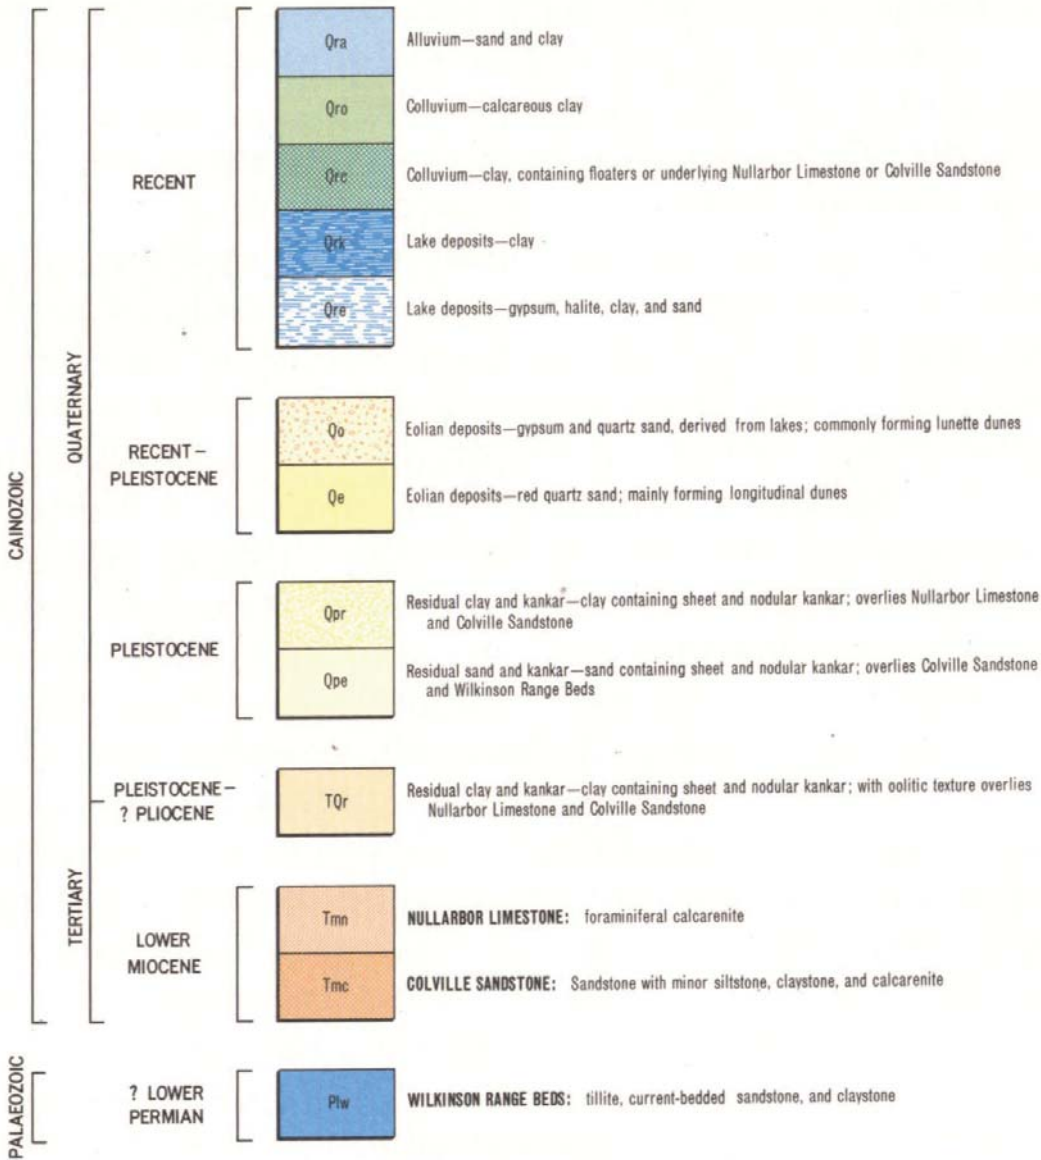 CAINOZOIC
QUATERNARY
RECENT
Qra
Alluvium—sand and clay
Qro
Colluvium—calcareous clay
Qrc
Colluvium—clay, containing floaters or underlying Nullarbor Limestone or Colville Sandstone
Qrk
Lake deposits—clay
Qre
Lake deposits—gypsum, halite, clay, and sand
RECENT–
PLEISTOCENE
Qo
Eolian deposits—gypsum and quartz sand, derived from lakes; commonly forming lunette dunes
Qe
Eolian deposits—red quartz sand; mainly forming longitudinal dunes
PLEISTOCENE
Qpr
Residual clay and kankar—clay containing sheet and nodular kankar; overlies Nullarbor Limestone
and Colville Sandstone
Qpe
Residual sand and kankar—sand containing sheet and nodular kankar; overlies Colville Sandstone
and Wilkinson Range Beds
PLEISTOCENE–
? PLIOCENE
TQr
Residual clay and kankar—clay containing sheet and nodular kankar; with oolitic texture overlies
Nullarbor Limestone and Colville Sandstone
TERTIARY
LOWER
MIOCENE
Tmn
NULLARBOR LIMESTONE: foraminiferal calcarenite
Tmc
COLVILLE SANDSTONE: Sandstone with minor siltstone, claystone, and calcarenite
PALAEOZOIC
? LOWER
PERMIAN
Plw
WILKINSON RANGE BEDS: tillite, current-bedded sandstone, and claystone